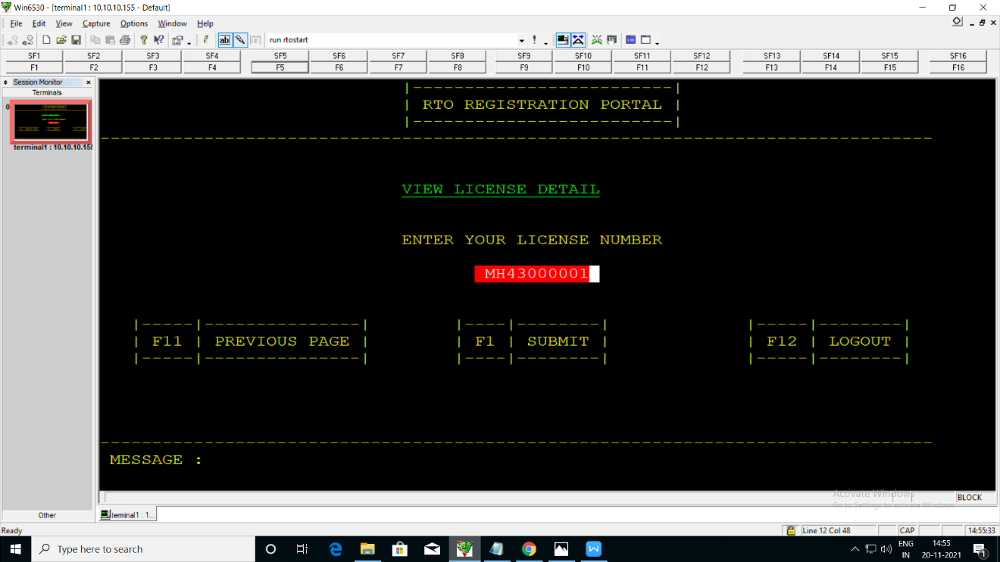 Win6530 - [terminal1 : 10.10.10.155 - Default]
File Edit View Capture Options Window Help
run rtostart
SF1 SF2 SF3 SF4 SF5 SF6 SF7 SF8 SF9 SF10 SF11 SF12 SF13 SF14 SF15 SF16
F1 F2 F3 F4 F5 F6 F7 F8 F9 F10 F11 F12 F13 F14 F15 F16
Session Monitor
Terminals
0
terminal1 : 10.10.10.155
RTO REGISTRATION PORTAL
VIEW LICENSE DETAIL
ENTER YOUR LICENSE NUMBER
MH43000001
F11 | PREVIOUS PAGE F1 | SUBMIT F12 | LOGOUT
MESSAGE :
Activate Windows
Go to Settings to activate Windows.
BLOCK
Other
terminal1 : 1...
Ready
Line 12 Col 48 CAP 14:55:33
Type here to search
ENG
IN
14:55
20-11-2021
1